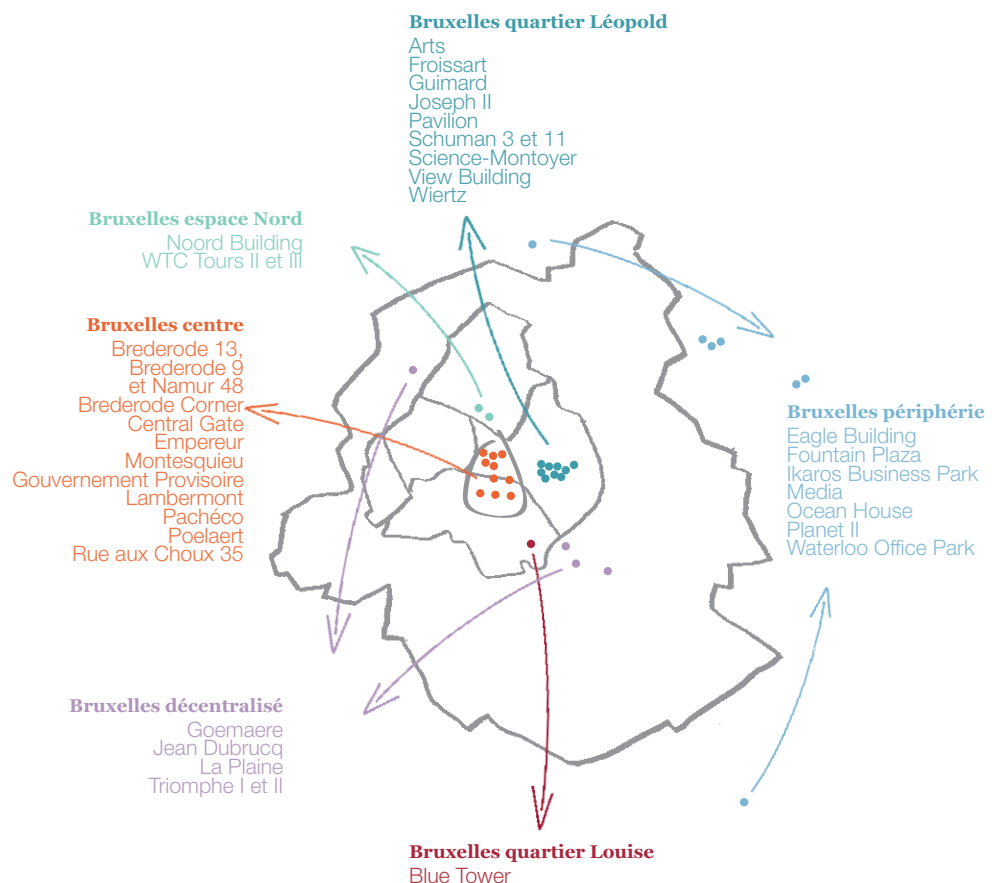 Bruxelles quartier Léopold
Arts
Froissart
Guimard
Joseph II
Pavilion
Schuman 3 et 11
Science-Montoyer
View Building
Wiertz
Bruxelles espace Nord
Noord Building
WTC Tours II et III
Bruxelles centre
Brederode 13,
Brederode 9
et Namur 48
Brederode Corner
Central Gate
Empereur
Montesquieu
Gouvernement Provisoire
Lambermont
Pachéco
Poelaert
Rue aux Choux 35
Bruxelles périphérie
Eagle Building
Fountain Plaza
Ikaros Business Park
Media
Ocean House
Planet II
Waterloo Office Park
Bruxelles décentralisé
Goemaere
Jean Dubrucq
La Plaine
Triomphe I et II
Bruxelles quartier Louise
Blue Tower